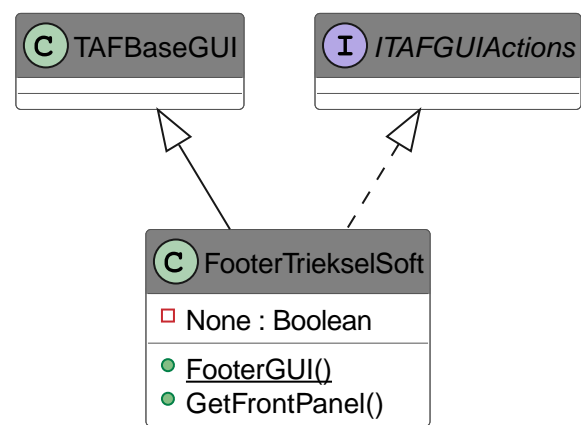 C TAFBaseGUI
I ITAFGUIActions
C FooterTriekselSoft
None : Boolean
FooterGUI()
GetFrontPanel()